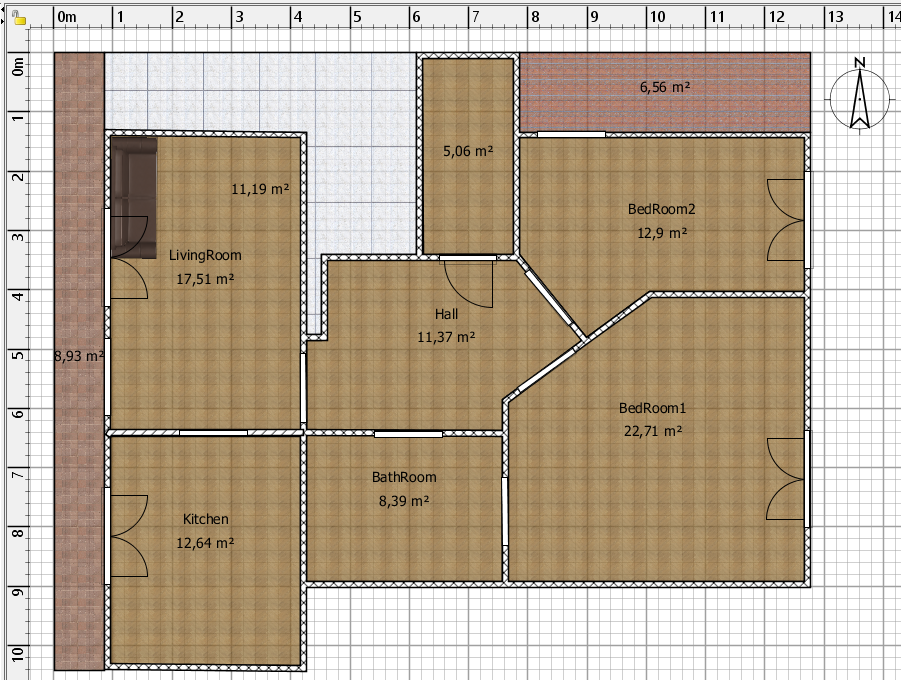 0m 1 2 3 4 5 6 7 8 9 10 11 12 13 14
N
0m
1
2
3
4
5
6
7
8
9
10
6,56 m²
5,06 m²
11,19 m²
BedRoom2
12,9 m²
LivingRoom
17,51 m²
Hall
11,37 m²
8,93 m²
BedRoom1
22,71 m²
BathRoom
8,39 m²
Kitchen
12,64 m²